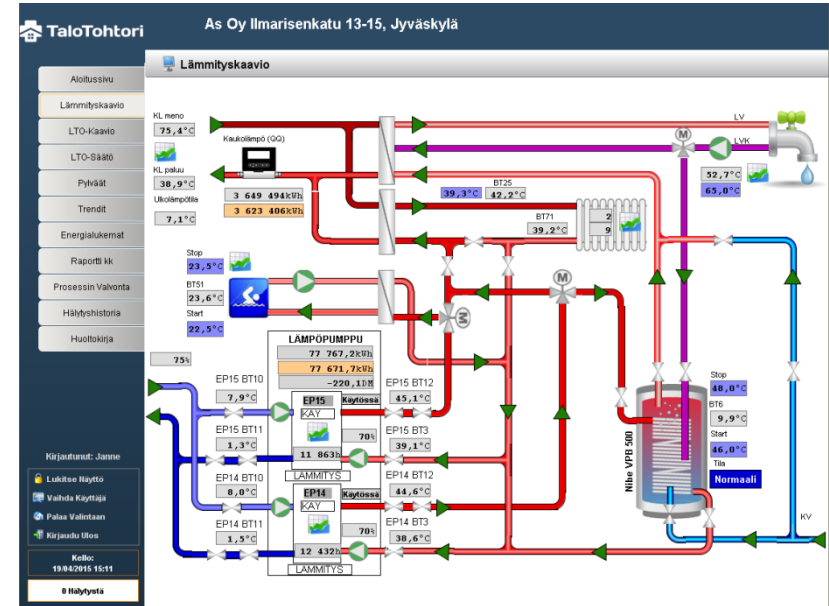 TaloTohtori
As Oy Ilmarisenkatu 13-15, Jyväskylä
Lämmityskaavio
Aloitussivu
Lämmityskaavio
LTO-Kaavio
LTO-Säätö
Pylväät
Trendit
Energialukemat
Raportti kk
Prosessin Valvonta
Hälytyshistoria
Huoltokirja
Kirjautunut: Janne
Lukitse Näyttö
Vaihda Käyttäjä
Palaa Valintaan
Kirjaudu Ulos
Kello:
19/04/2015 15:11
0 Hälytystä
KL meno
75,4°C
Kaukolämpö (QQ)
KL paluu
38,9°C
Ulkolämpötila
7,1°C
3 649 494kWh
3 623 406kWh
LV
M
LVK
52,7°C
65,0°C
BT25
39,3°C 42,2°C
BT71
39,2°C
2
9
Stop
23,5°C
BT51
23,6°C
Start
22,5°C
M
M
75%
LÄMPÖPUMPPU
77 767,2kWh
77 671,7kWh
-220,1DM
EP15 BT10
7,9°C
EP15 Käytössä
KAY
EP15 BT12
45,1°C
EP15 BT11
1,3°C
70%
11 863h
LAMMITYS
EP15 BT3
39,1°C
EP14 BT10
8,0°C
EP14 Käytössä
KAY
EP14 BT12
44,6°C
EP14 BT11
1,5°C
70%
12 432h
LAMMITYS
EP14 BT3
38,6°C
Nibe VPB 500
Stop
48,0°C
BT6
9,9°C
Start
46,0°C
Tila
Normaali
KV